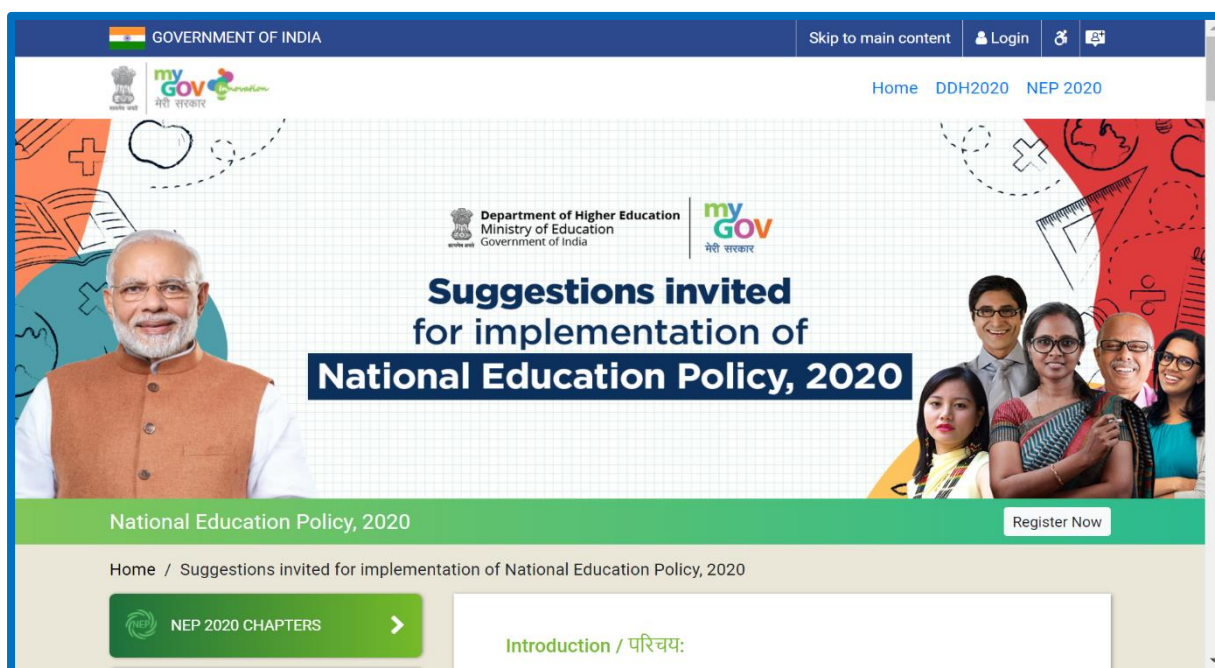 GOVERNMENT OF INDIA
Skip to main content
Login
my
GOV
मेरी सरकार
Innovation
Home DDH2020 NEP 2020
Department of Higher Education
Ministry of Education
Government of India
my
GOV
मेरी सरकार
Suggestions invited
for implementation of
National Education Policy, 2020
National Education Policy, 2020
Register Now
Home / Suggestions invited for implementation of National Education Policy, 2020
NEP
NEP 2020 CHAPTERS
Introduction / परिचय: